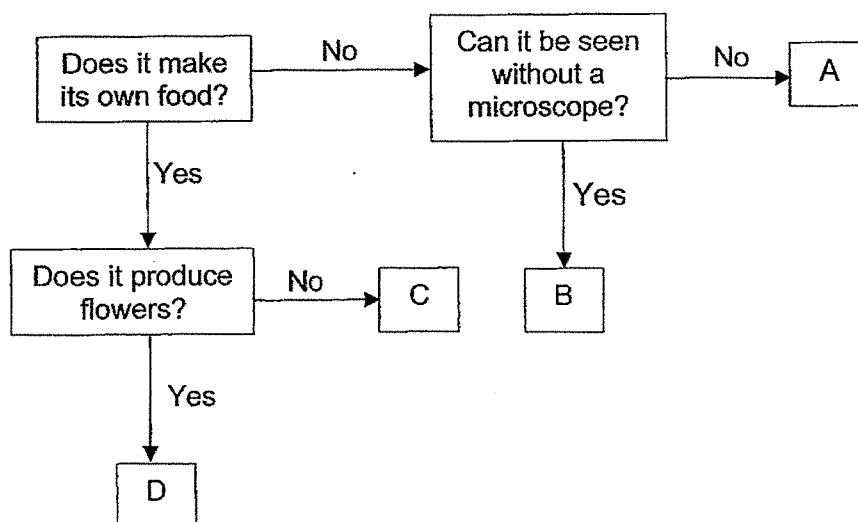 Does it make
its own food?
No
Can it be seen
without a
microscope?
No
A
Yes
Yes
Does it produce
flowers?
No
C
B
Yes
D